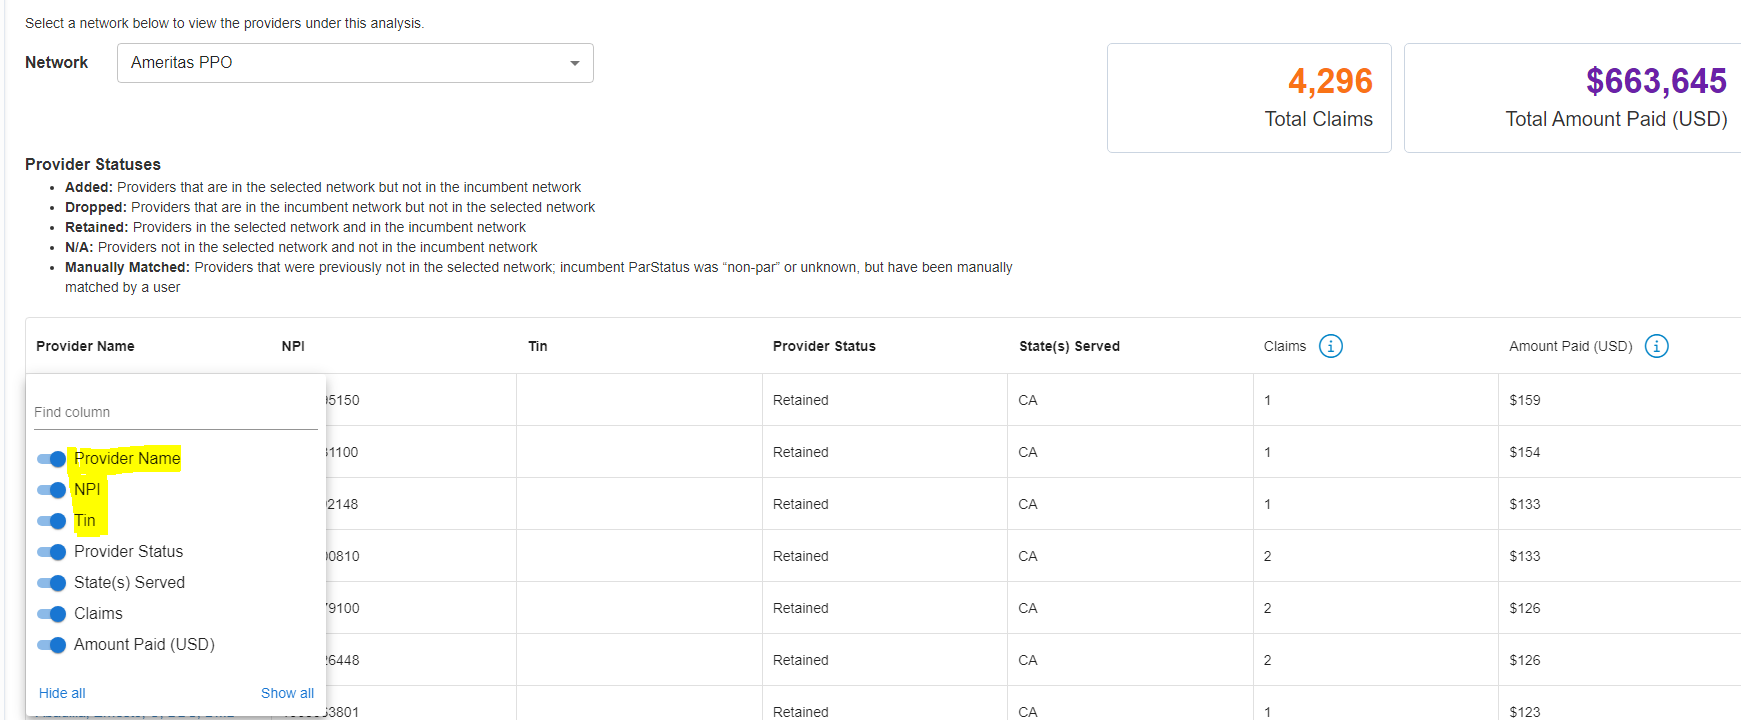 Select a network below to view the providers under this analysis.
Network
Ameritas PPO
4,296
Total Claims
$663,645
Total Amount Paid (USD)
Provider Statuses
• Added: Providers that are in the selected network but not in the incumbent network
• Dropped: Providers that are in the incumbent network but not in the selected network
• Retained: Providers in the selected network and in the incumbent network
• N/A: Providers not in the selected network and not in the incumbent network
• Manually Matched: Providers that were previously not in the selected network; incumbent ParStatus was “non-par” or unknown, but have been manually
matched by a user
Provider Name NPI Tin Provider Status State(s) Served Claims Amount Paid (USD)
Find column
Provider Name
NPI
Tin
Provider Status
State(s) Served
Claims
Amount Paid (USD)
Hide all Show all
5150 Retained CA 1 $159
1100 Retained CA 1 $154
2148 Retained CA 1 $133
0810 Retained CA 2 $133
9100 Retained CA 2 $126
6448 Retained CA 2 $126
3801 Retained CA 1 $123